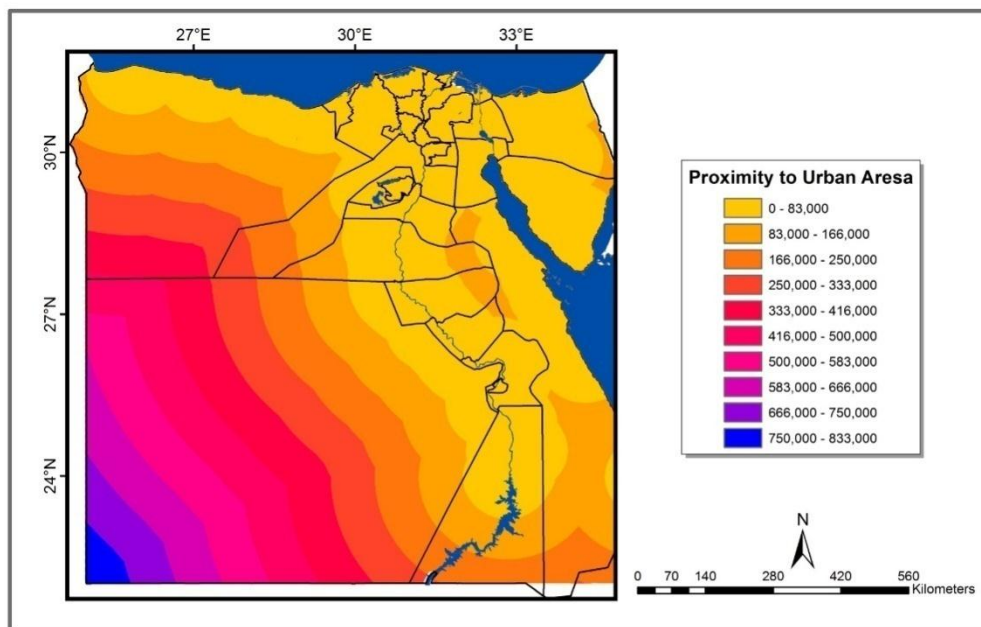 27°E 30°E 33°E
30°N
27°N
24°N
Proximity to Urban Aresa
0 - 83,000
83,000 - 166,000
166,000 - 250,000
250,000 - 333,000
333,000 - 416,000
416,000 - 500,000
500,000 - 583,000
583,000 - 666,000
666,000 - 750,000
750,000 - 833,000
N
0 70 140 280 420 560
Kilometers